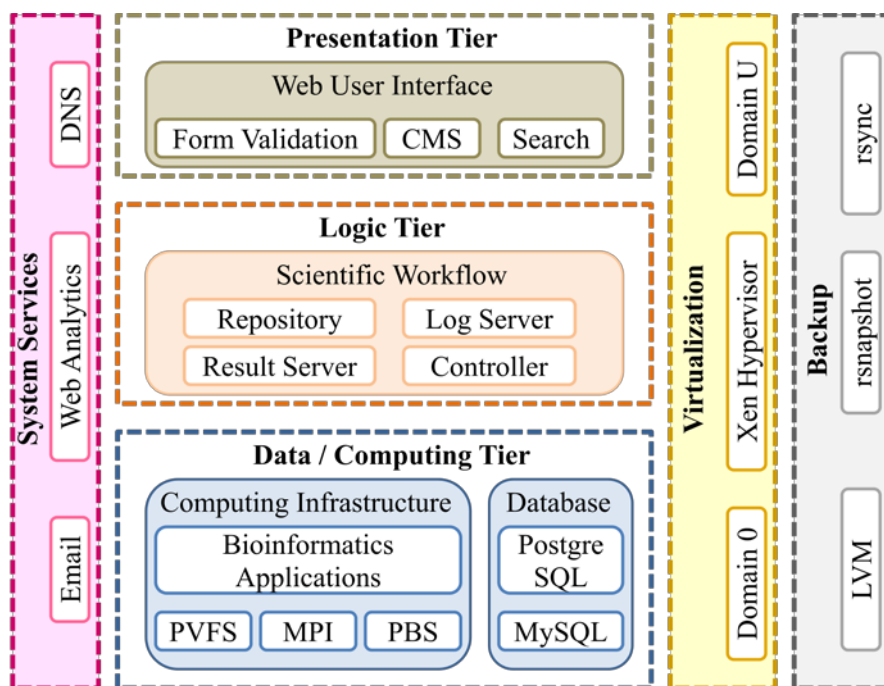 System Services
DNS
Web Analytics
Email
Presentation Tier
Web User Interface
Form Validation
CMS
Search
Logic Tier
Scientific Workflow
Repository
Log Server
Result Server
Controller
Data / Computing Tier
Computing Infrastructure
Bioinformatics
Applications
PVFS
MPI
PBS
Database
Postgre
SQL
MySQL
Virtualization
Domain U
Xen Hypervisor
Domain 0
Backup
rsync
rsnapshot
LVM